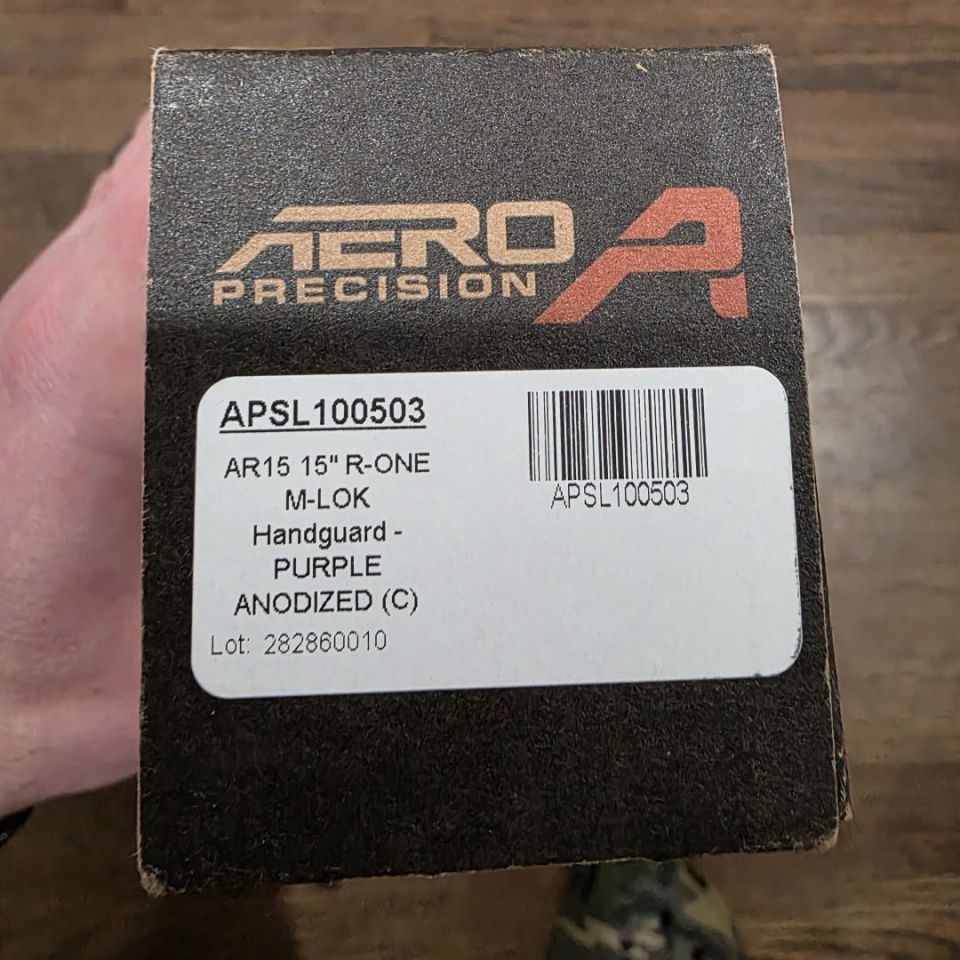 AERO
PRECISION
APSL100503
AR15 15" R-ONE
M-LOK
Handguard -
PURPLE
ANODIZED (C)
Lot: 282860010
APSL100503